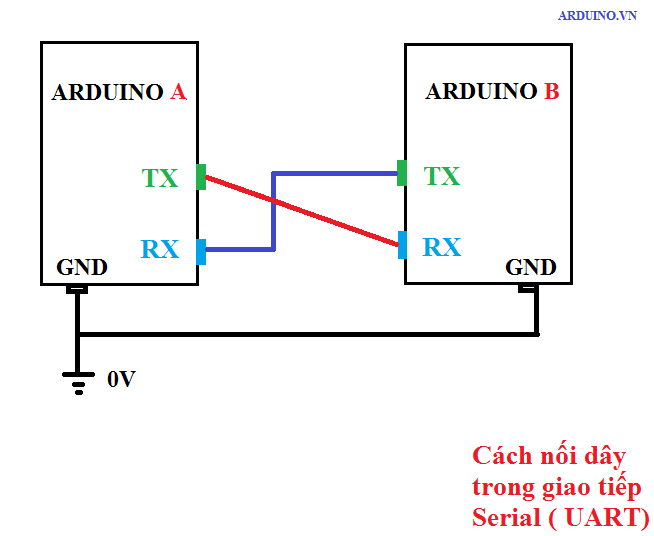 ARDUINO.VN
ARDUINO A
ARDUINO B
TX
TX
RX
RX
GND
GND
0V
Cách nối dây
trong giao tiếp
Serial ( UART)